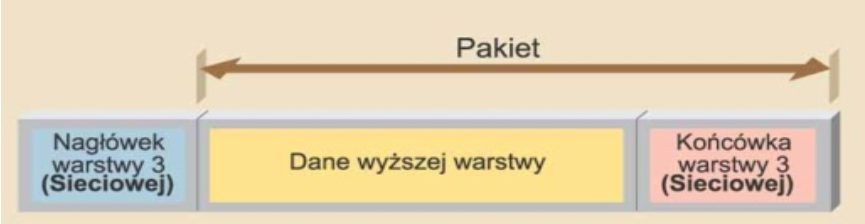 Pakiet
Nagłówek
warstwy 3
(Sieciowej)
Dane wyższej warstwy
Końcówka
warstwy 3
(Sieciowej)